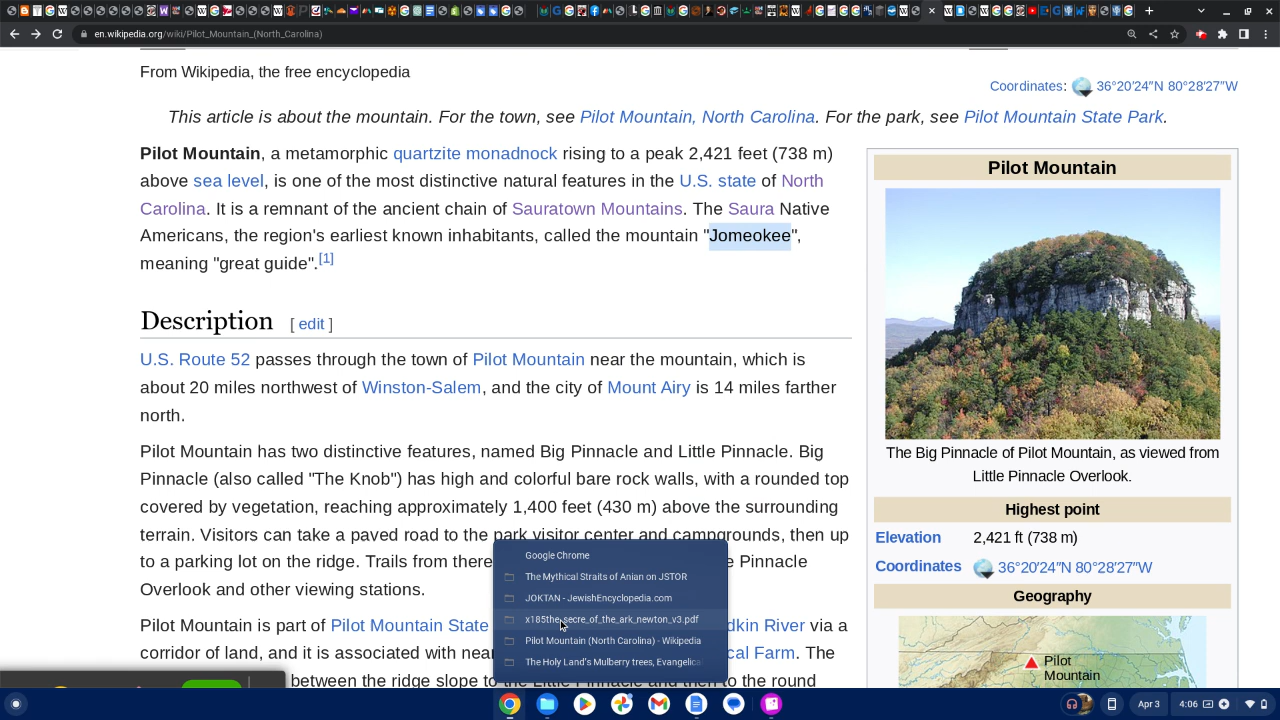 en.wikipedia.org/wiki/Pilot_Mountain_(North_Carolina)
From Wikipedia, the free encyclopedia
Coordinates: 36°20′24″N 80°28′27″W
This article is about the mountain. For the town, see Pilot Mountain, North Carolina. For the park, see Pilot Mountain State Park.
Pilot Mountain, a metamorphic quartzite monadnock rising to a peak 2,421 feet (738 m)
above sea level, is one of the most distinctive natural features in the U.S. state of North
Carolina. It is a remnant of the ancient chain of Sauratown Mountains. The Saura Native
Americans, the region's earliest known inhabitants, called the mountain "Jomeokee",
meaning "great guide".[1]
Description [ edit ]
U.S. Route 52 passes through the town of Pilot Mountain near the mountain, which is
about 20 miles northwest of Winston-Salem, and the city of Mount Airy is 14 miles farther
north.
Pilot Mountain has two distinctive features, named Big Pinnacle and Little Pinnacle. Big
Pinnacle (also called "The Knob") has high and colorful bare rock walls, with a rounded top
covered by vegetation, reaching approximately 1,400 feet (430 m) above the surrounding
terrain. Visitors can take a paved road to the park visitor center and campgrounds, then up
to a parking lot on the ridge. Trails from there e Pinnacle
Overlook and other viewing stations.
Pilot Mountain is part of Pilot Mountain State dkin River via a
corridor of land, and it is associated with near cal Farm. The
between the ridge slope to the Little Pinnacle and then to the round
Pilot Mountain
The Big Pinnacle of Pilot Mountain, as viewed from
Little Pinnacle Overlook.
Highest point
Elevation 2,421 ft (738 m)
Coordinates 36°20′24″N 80°28′27″W
Geography
Pilot
Mountain
Google Chrome
The Mythical Straits of Anian on JSTOR
JOKTAN - JewishEncyclopedia.com
x185the_secre_of_the_ark_newton_v3.pdf
Pilot Mountain (North Carolina) - Wikipedia
The Holy Land's Mulberry trees, Evangelica
Apr 3
4:06